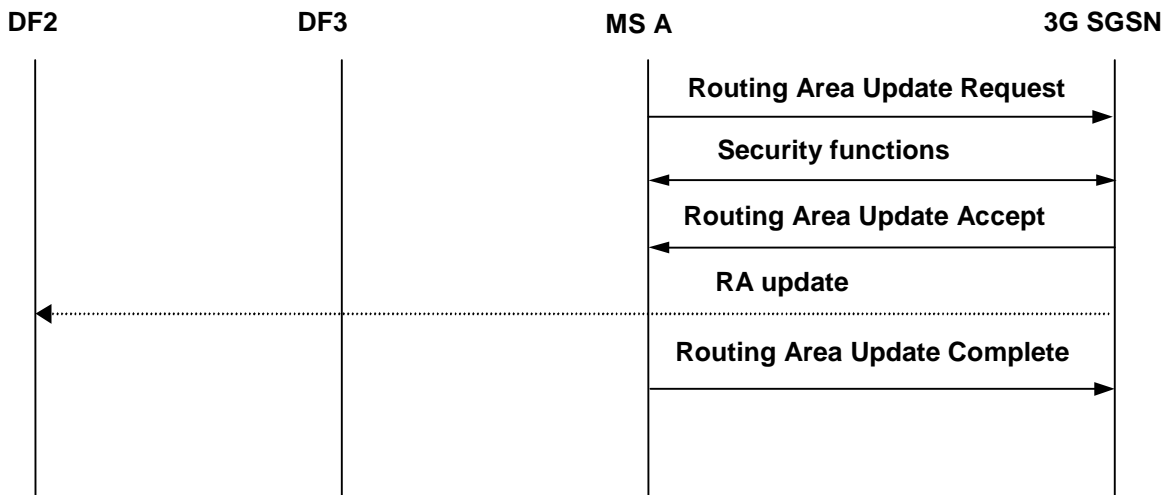 DF2 DF3 MS A 3G SGSN
Routing Area Update Request
Security functions
Routing Area Update Accept
RA update
Routing Area Update Complete